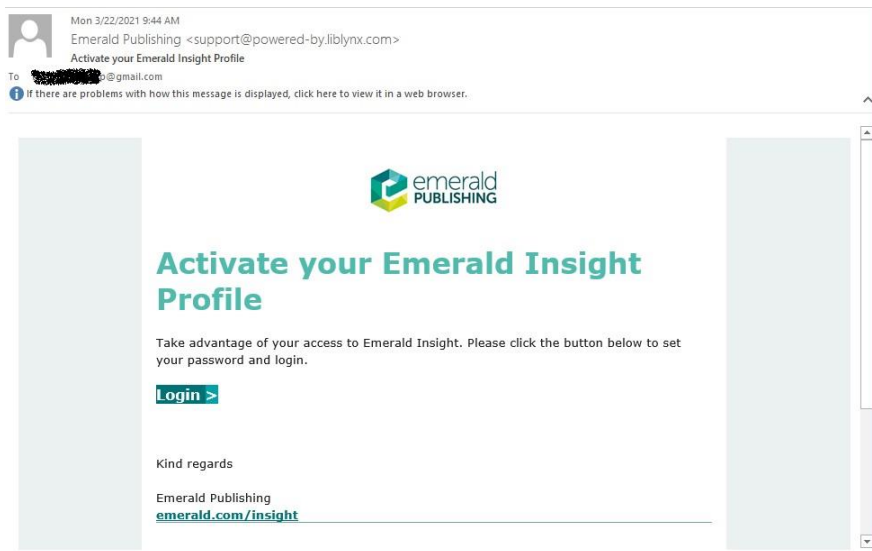 Mon 3/22/2021 9:44 AM
Emerald Publishing <support@powered-by.liblynx.com>
Activate your Emerald Insight Profile
To p@gmail.com
If there are problems with how this message is displayed, click here to view it in a web browser.
emerald
PUBLISHING
Activate your Emerald Insight
Profile
Take advantage of your access to Emerald Insight. Please click the button below to set
your password and login.
Login >
Kind regards
Emerald Publishing
emerald.com/insight